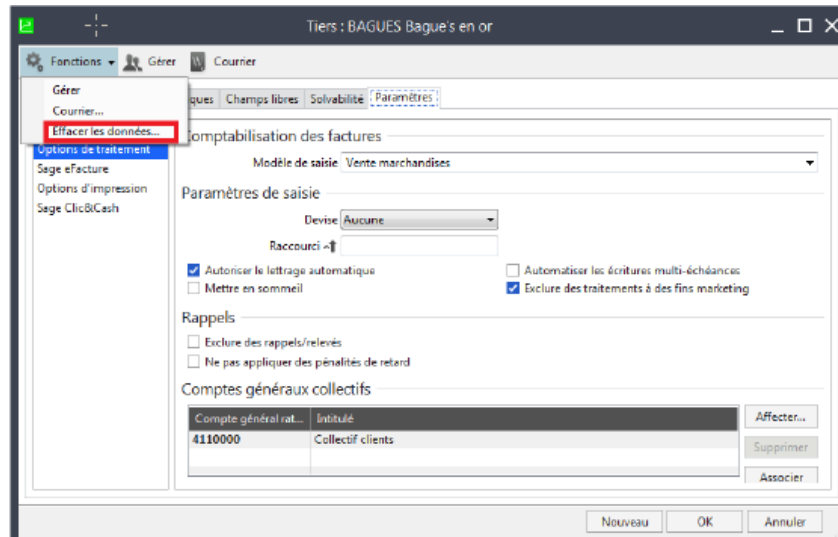 Tiers : BAGUES Bague's en or
Fonctions Gérer Courrier
Gérer
Courrier...
Effacer les données...
ques Champs libres Solvabilité Paramètres
Options de traitement
Sage eFacture
Options d'impression
Sage Clic&Cash
Comptabilisation des factures
Modèle de saisie Vente marchandises
Paramètres de saisie
Devise Aucune
Raccourci
Autoriser le lettrage automatique Automatiser les écritures multi-échéances
Mettre en sommeil Exclure des traitements à des fins marketing
Rappels
Exclure des rappels/relevés
Ne pas appliquer des pénalités de retard
Comptes généraux collectifs
Compte général rat... Intitulé Affecter...
4110000 Collectif clients
Supprimer
Associer
Nouveau OK Annuler